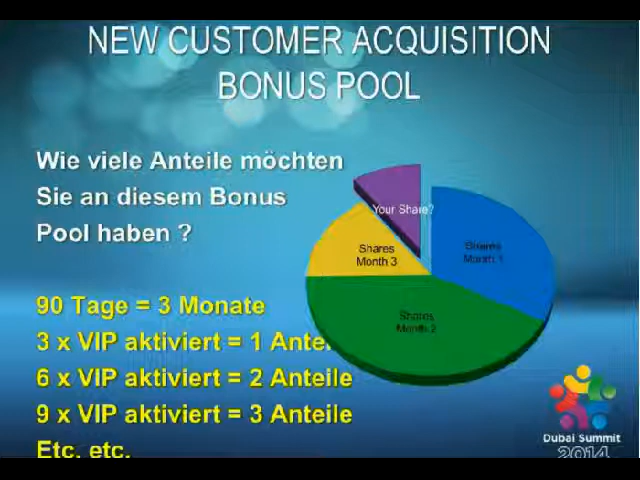 NEW CUSTOMER ACQUISITION
BONUS POOL
Wie viele Anteile möchten
Sie an diesem Bonus
Pool haben ?
90 Tage = 3 Monate
3 x VIP aktiviert = 1 Antei
6 x VIP aktiviert = 2 Anteile
9 x VIP aktiviert = 3 Anteile
Etc. etc.
Your Share?
Shares
Month 1
Shares
Month 3
Shares
Month 2
Dubai Summit
2014